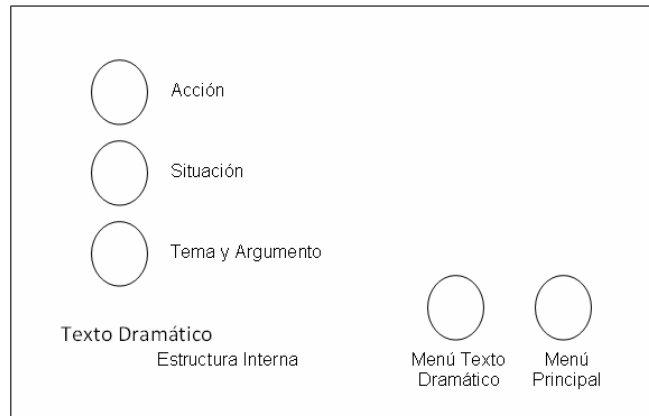 Acción
Situación
Tema y Argumento
Texto Dramático
Estructura Interna
Menú Texto
Dramático
Menú
Principal